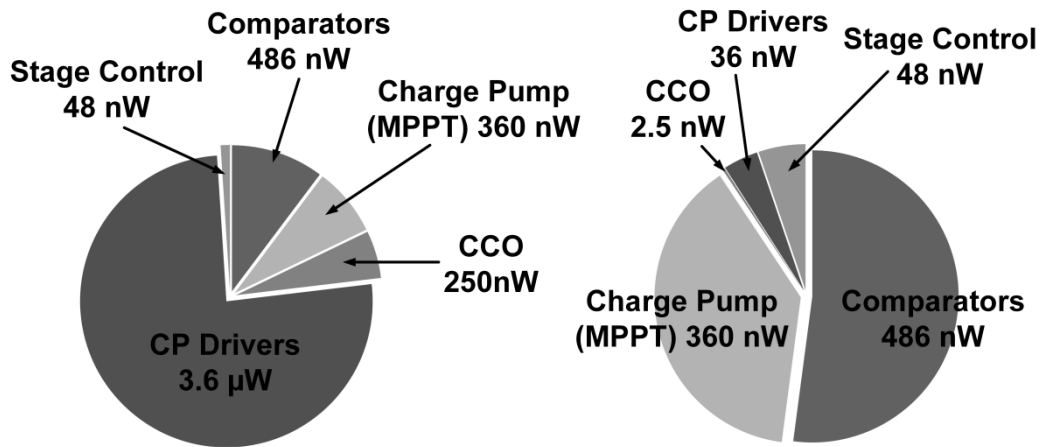 Comparators
486 nW
Stage Control
48 nW
Charge Pump
(MPPT) 360 nW
CCO
250nW
CP Drivers
3.6 µW
CP Drivers
36 nW
Stage Control
48 nW
CCO
2.5 nW
Charge Pump
(MPPT) 360 nW
Comparators
486 nW